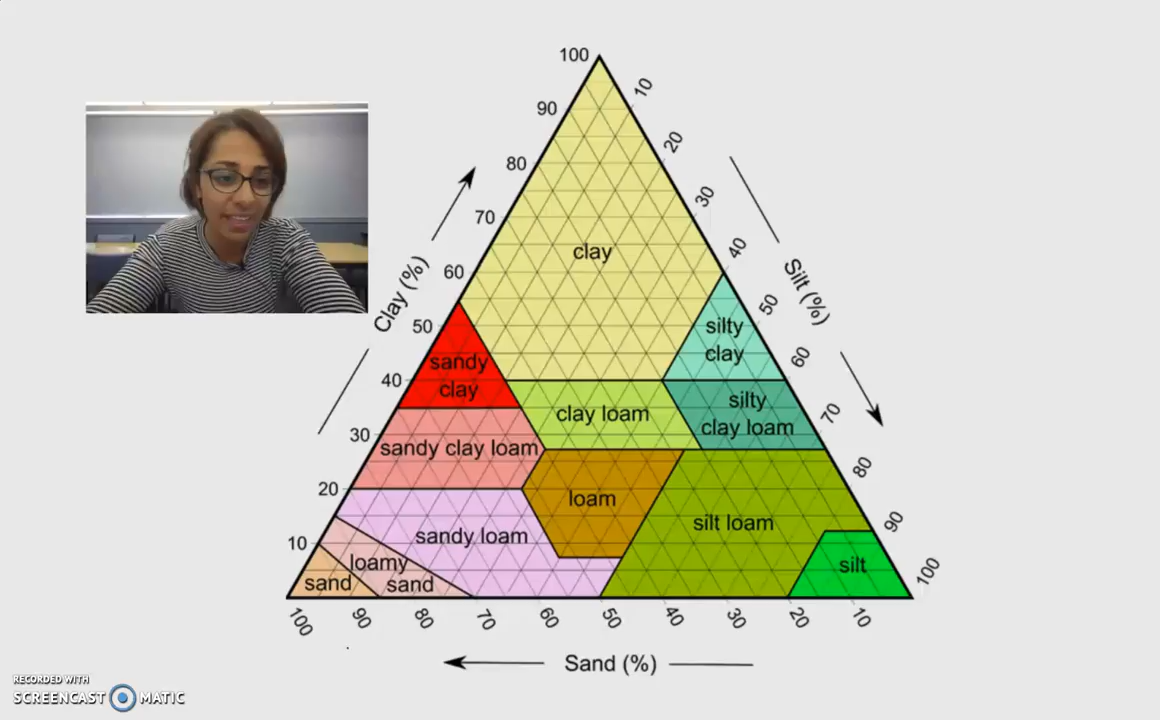 100
90
80
70
60
50
40
30
20
10
Clay (%)
10
20
30
40
50
60
70
80
90
100
Silt (%)
clay
silty
clay
sandy
clay
clay loam
silty
clay loam
sandy clay loam
loam
silt loam
sandy loam
loamy
sand
sand
silt
100
90
80
70
60
50
40
30
20
10
Sand (%)
RECORDED WITH
SCREENCAST MATIC